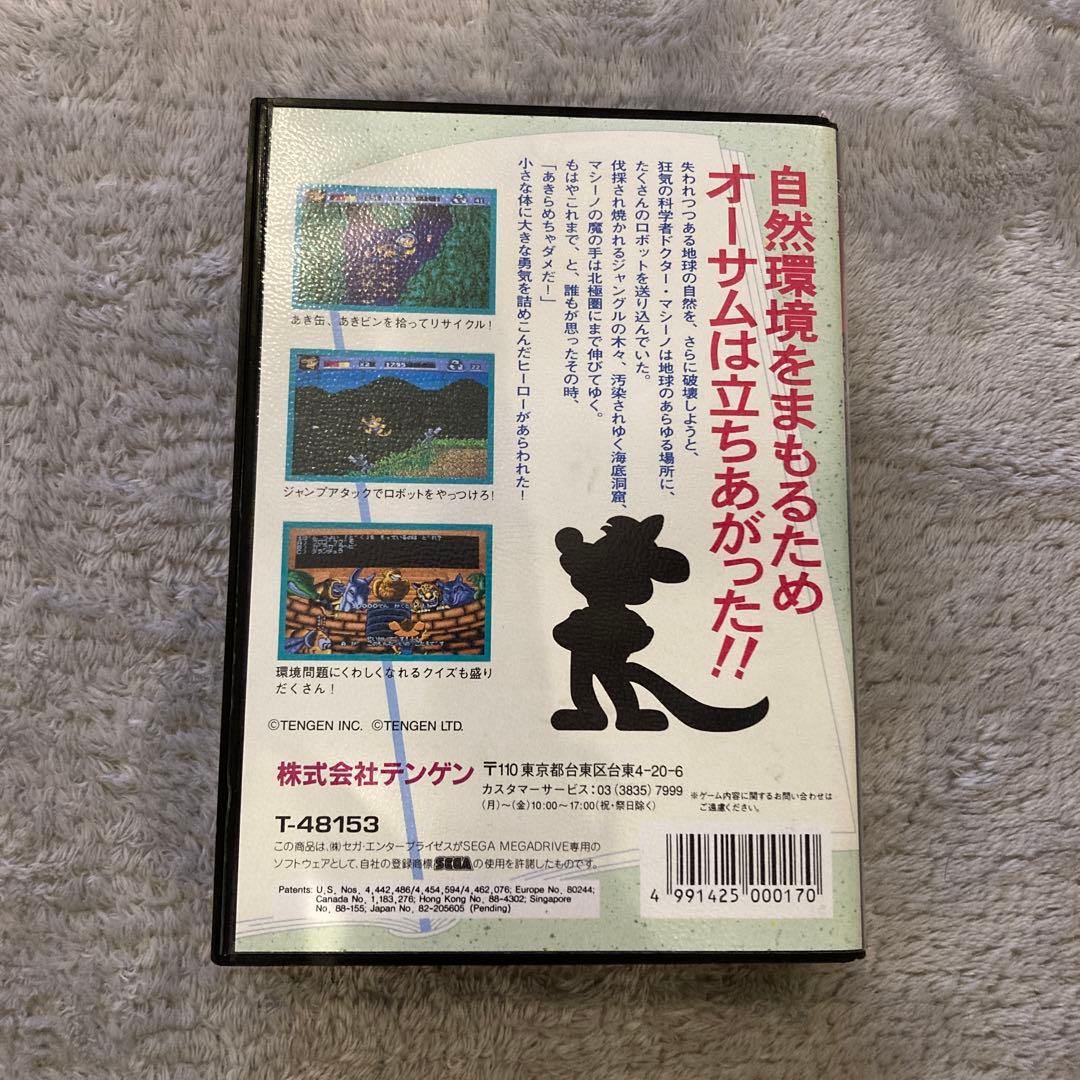 自然環境をまもるため
オーサムは立ちあがった!!
失われつつある地球の自然を、さらに破壊しようと、
狂気の科学者ドクター・マシーノは地球のあらゆる場所に、
たくさんのロボットを送り込んでいた。
伐採され焼かれるジャングルの木々、汚染されゆく海底洞窟、
マシーノの魔の手は北極圏にまで伸びてゆく。
もはやこれまで、と、誰もが思ったその時、
「あきらめちゃダメだ!」
小さな体に大きな勇気を詰めこんだヒーローがあらわれた!
あき缶、あきビンを拾ってリサイクル!
ジャンプアタックでロボットをやっつけろ!
環境問題にくわしくなれるクイズも盛り
だくさん!
©TENGEN INC. ©TENGEN LTD.
株式会社テンゲン
〒110 東京都台東区台東4-20-6
カスタマーサービス:03 (3835) 7999
(月)〜(金)10:00〜17:00(祝・祭日除く)
※ゲーム内容に関するお問い合わせは
ご遠慮ください。
T-48153
この商品は、㈱セガ・エンタープライゼスがSEGA MEGADRIVE専用の
ソフトウェアとして、自社の登録商標SEGAの使用を許諾したものです。
Patents: U.S. Nos. 4,442,486/4,454,594/4,462,076; Europe No. 80244;
Canada No. 1,183,276; Hong Kong No. 88-4302; Singapore
No. 88-155; Japan No. 82-205605 (Pending)
4 991425 000170